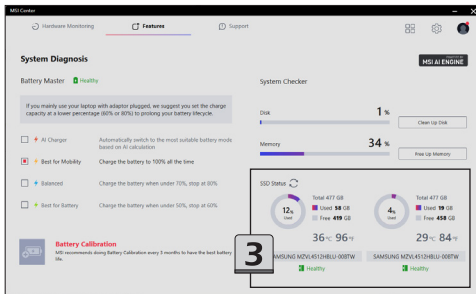 MSI Center
Hardware Monitoring
Features
Support
System Diagnosis
POWERED BY
MSI AI ENGINE
Battery Master
Healthy
System Checker
If you mainly use your laptop with adaptor plugged, we suggest you set the charge
capacity at a lower percentage (60% or 80%) to prolong your battery lifecycle.
Disk
1 %
Clean Up Disk
AI Charger
Automatically switch to the most suitable battery mode
based on AI calculation
Memory
34 %
Free Up Memory
Best for Mobility
Charge the battery to 100% all the time
Balanced
Charge the battery when under 70%, stop at 80%
Best for Battery
Charge the battery when under 50%, stop at 60%
SSD Status
12%
Used
Total 477 GB
Used 58 GB
Free 419 GB
36°C 96°F
4%
Used
Total 477 GB
Used 19 GB
Free 458 GB
29°C 84°F
3
AMSUNG MZVL4512HBLU-00BTW
SAMSUNG MZVL4512HBLU-00BTW
Healthy
Healthy
Battery Callibration
MSI recommends doing Battery Calibration every 3 months to have the best battery
life.